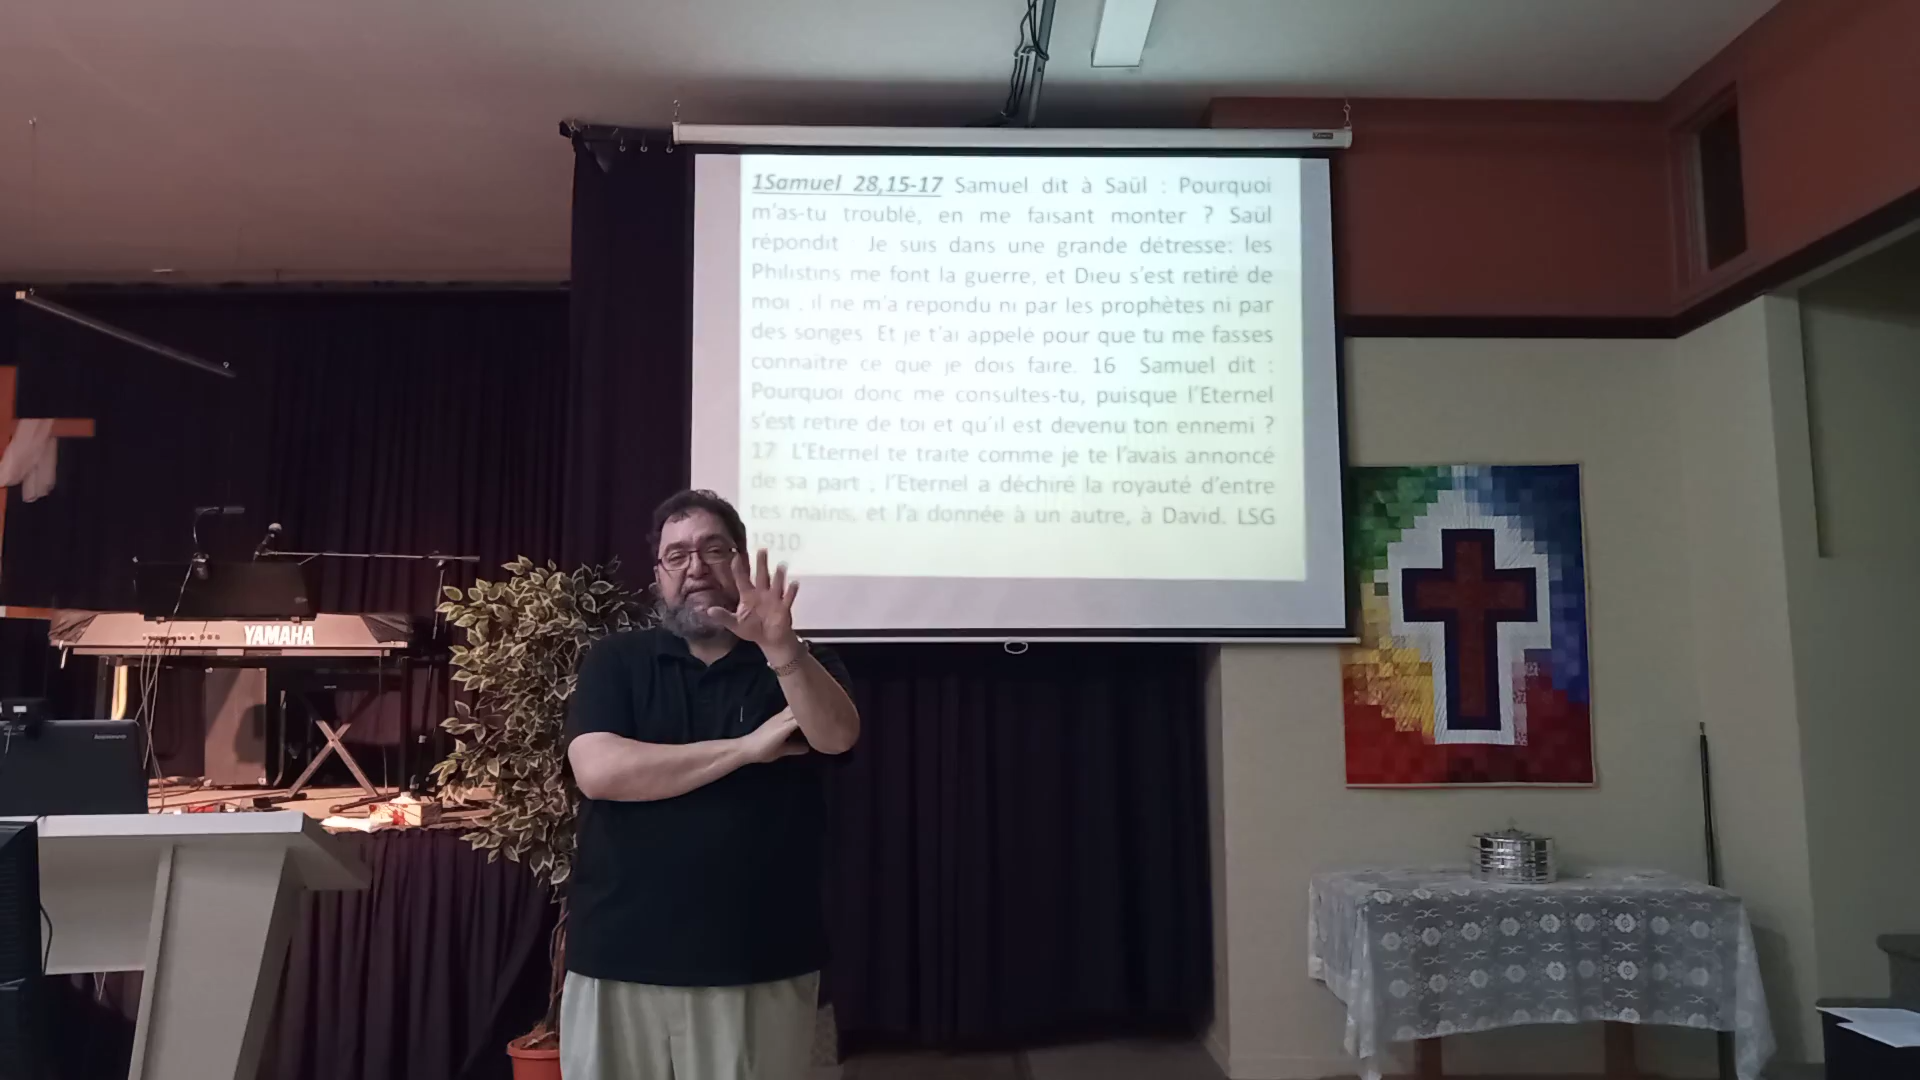 1Samuel 28,15-17 Samuel dit à Saül : Pourquoi
m'as-tu troublé, en me faisant monter ? Saül
répondit Je suis dans une grande détresse: les
Philistins me font la guerre, et Dieu s'est retiré de
moi , il ne m'a repondu ni par les prophètes ni par
des songes Et je t'ai appelé pour que tu me fasses
connaitre ce que je dois faire. 16 Samuel dit :
Pourquoi donc me consultes-tu, puisque l'Eternel
s'est retire de toi et qu'il est devenu ton ennemi ?
17 L'Eternel te traite comme je te l'avais annoncé
de sa part , l'Eternel a déchiré la royauté d'entre
tes mains, et l'a donnée à un autre, à David. LSG
1910
YAMAHA